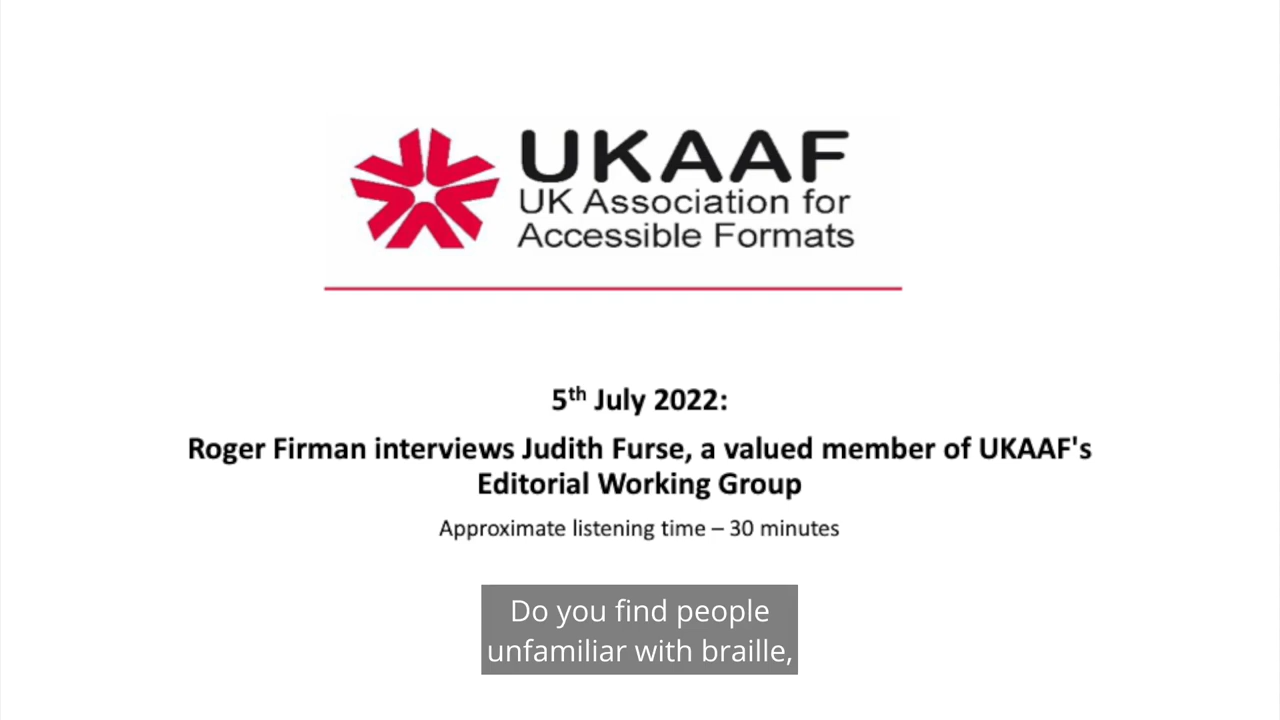 UKAAF
UK Association for
Accessible Formats
5th July 2022:
Roger Firman interviews Judith Furse, a valued member of UKAAF's
Editorial Working Group
Approximate listening time – 30 minutes
Do you find people
unfamiliar with braille,